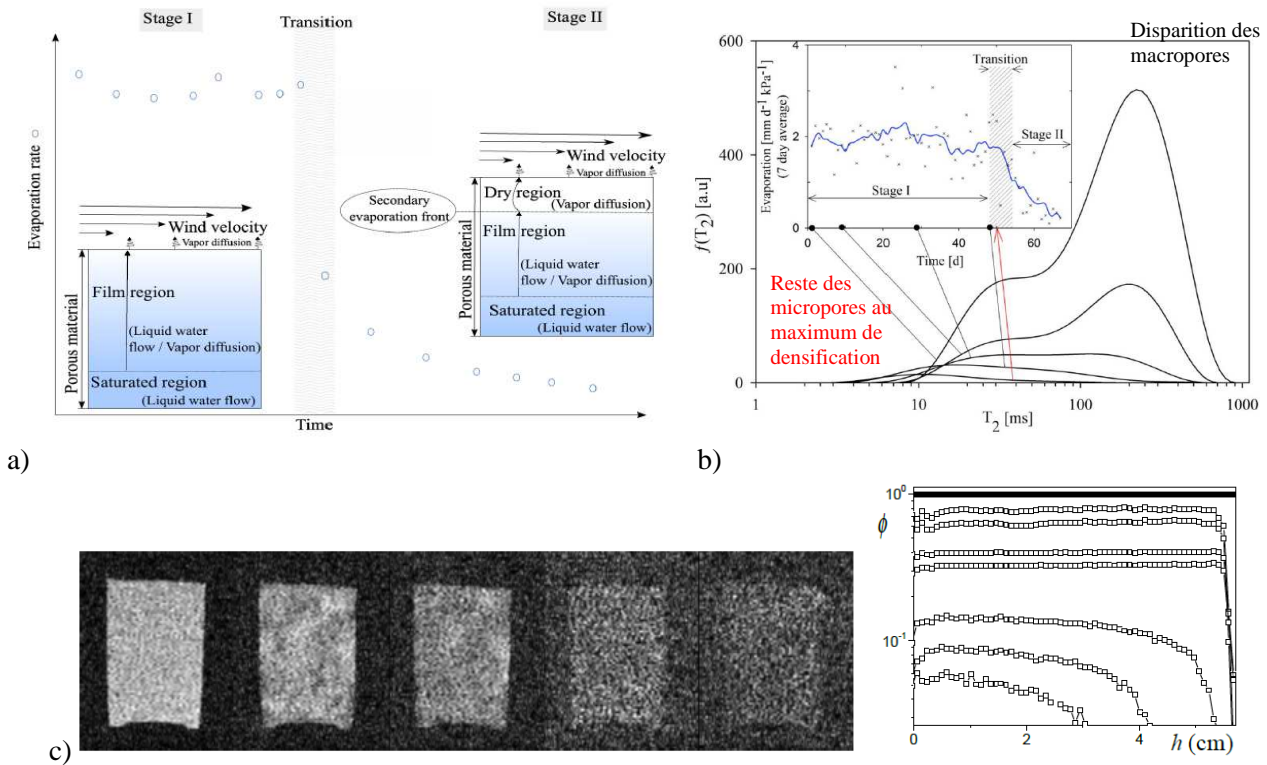 Stage I
Transition
Stage II
Evaporation rate
Wind velocity
Vapor diffusion
Porous material
Film region
(Liquid water
flow / Vapor diffusion)
Saturated region
(Liquid water flow)
Secondary
evaporation front
Wind velocity
Vapor diffusion
Porous material
Dry region
(Vapor diffusion)
Film region
(Liquid water
flow / Vapor diffusion)
Saturated region
(Liquid water flow)
Time
a)
Disparition des
macropores
600
400
200
0
f(T2) [a.u]
4
2
0
Evaporation [mm d-1 kPa-1]
(7 day average)
Transition
Stage II
Stage I
0
20
40
60
Time [d]
Reste des
micropores au
maximum de
densification
1
10
100
1000
T2 [ms]
b)
c)
10^0
ϕ
10^-1
0
2
4
h (cm)